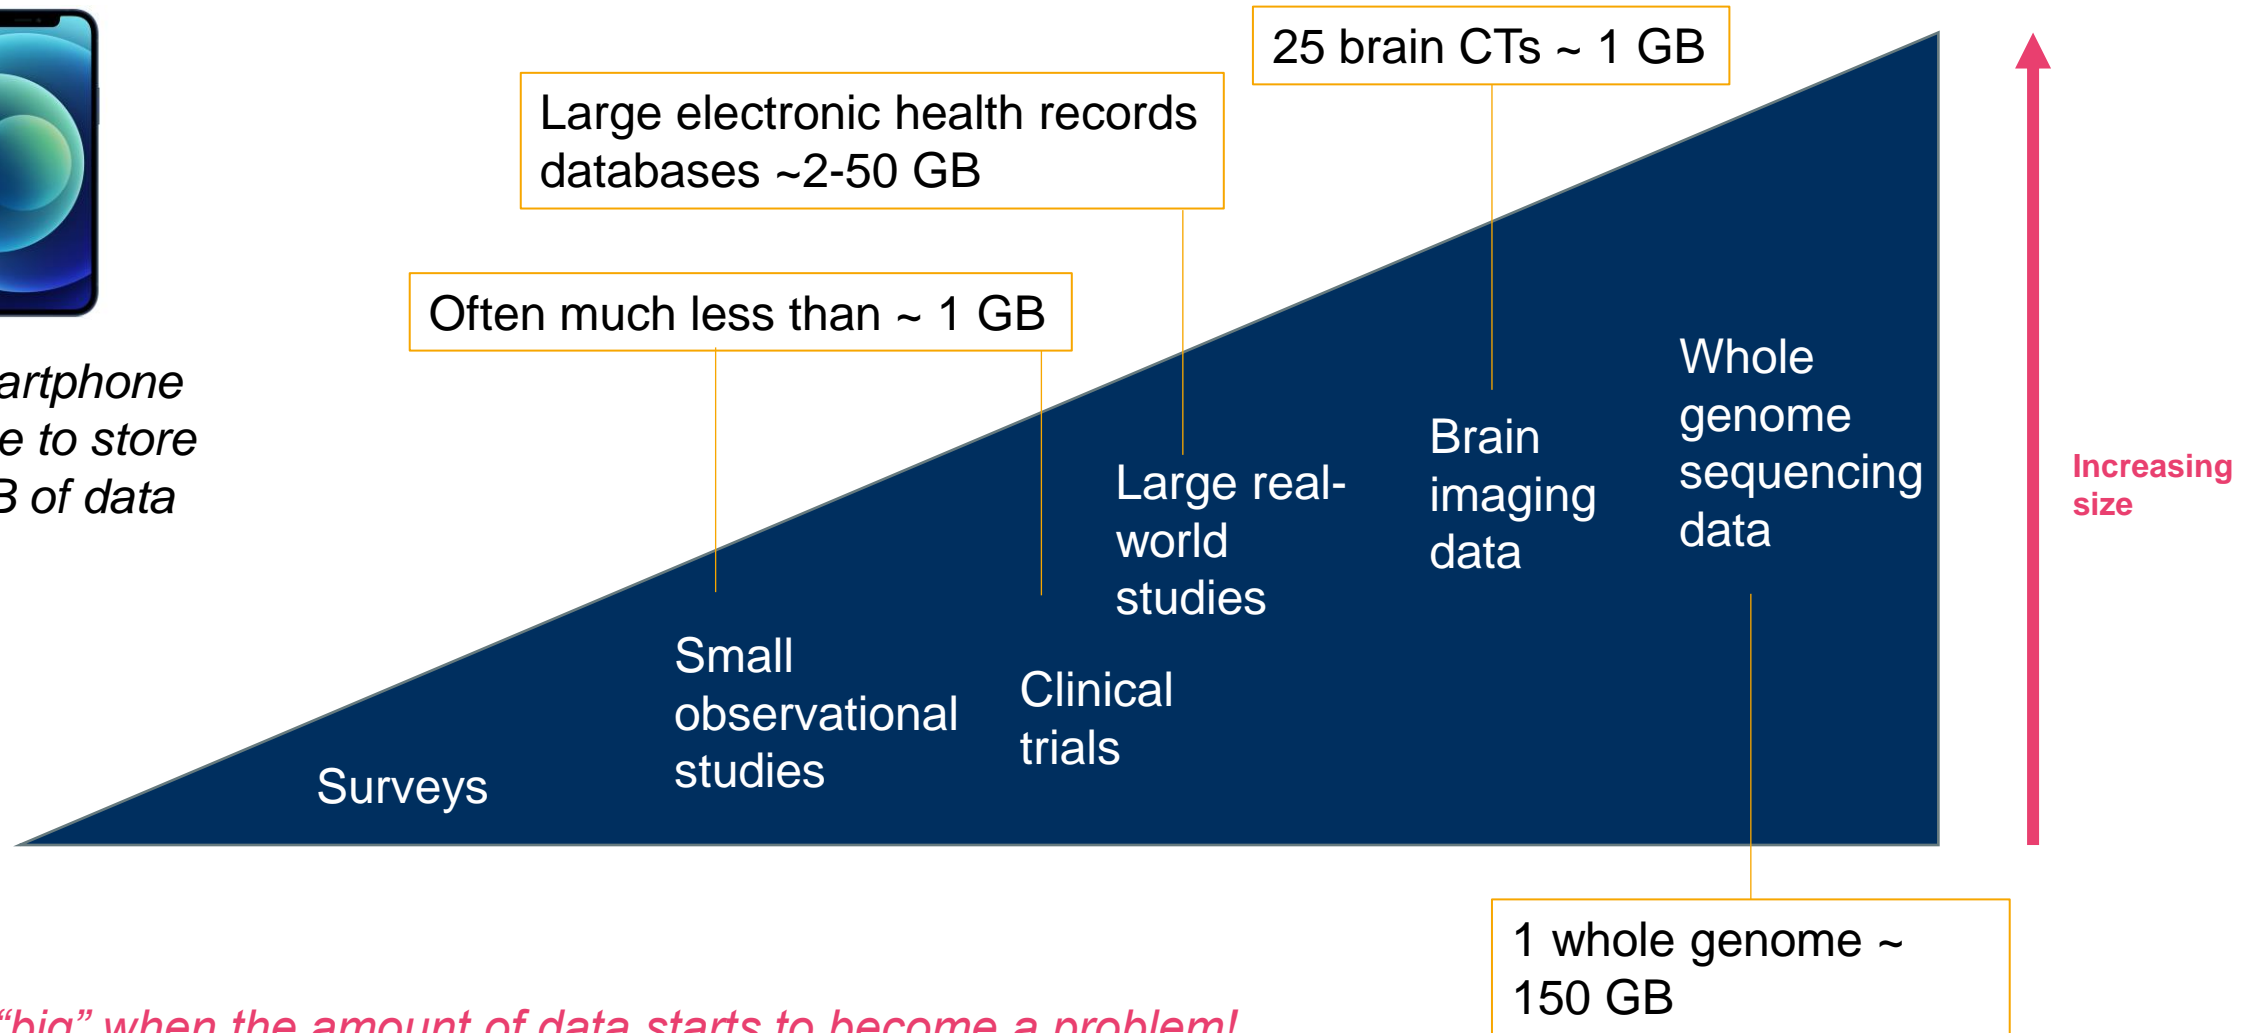 25 brain CTs ~ 1 GB
Large electronic health records
databases ~2-50 GB
Often much less than ~ 1 GB
artphone
e to store
B of data
Whole
genome
sequencing
data
Brain
imaging
data
Large real-
world
studies
Small
observational
studies
Clinical
trials
Surveys
Increasing
size
1 whole genome ~
150 GB
“big” when the amount of data starts to become a problem!